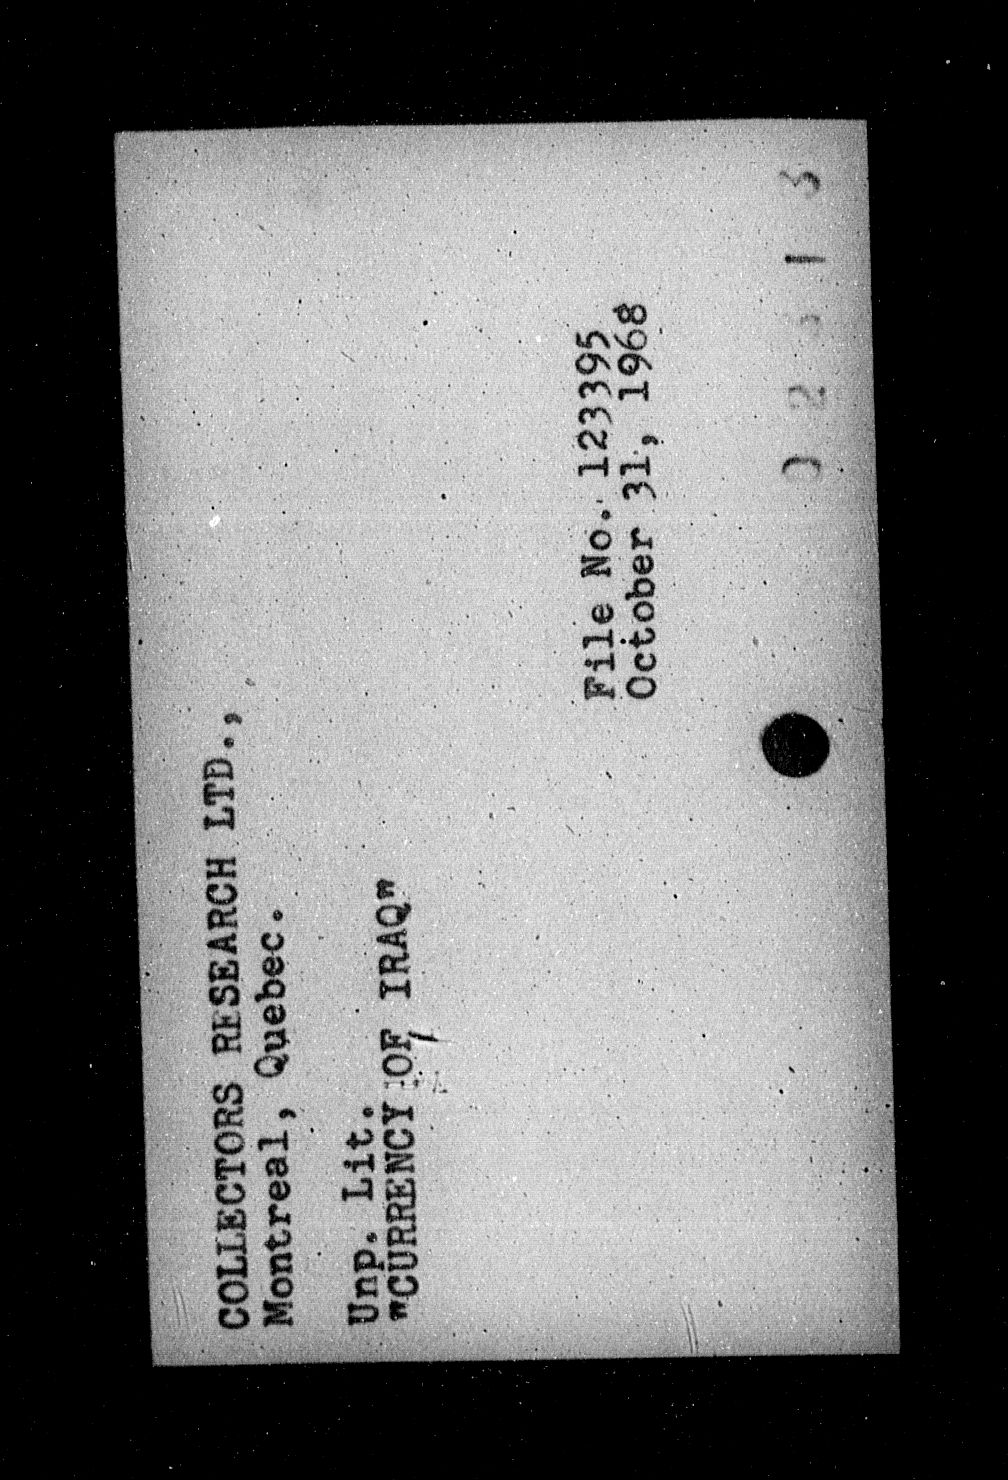 COLLECTORS RESEARCH LTD.,
Montreal, Quebec.
Unp. Lit.
"CURRENCY OF IRAQ"
File No. 123395
October 31, 1968